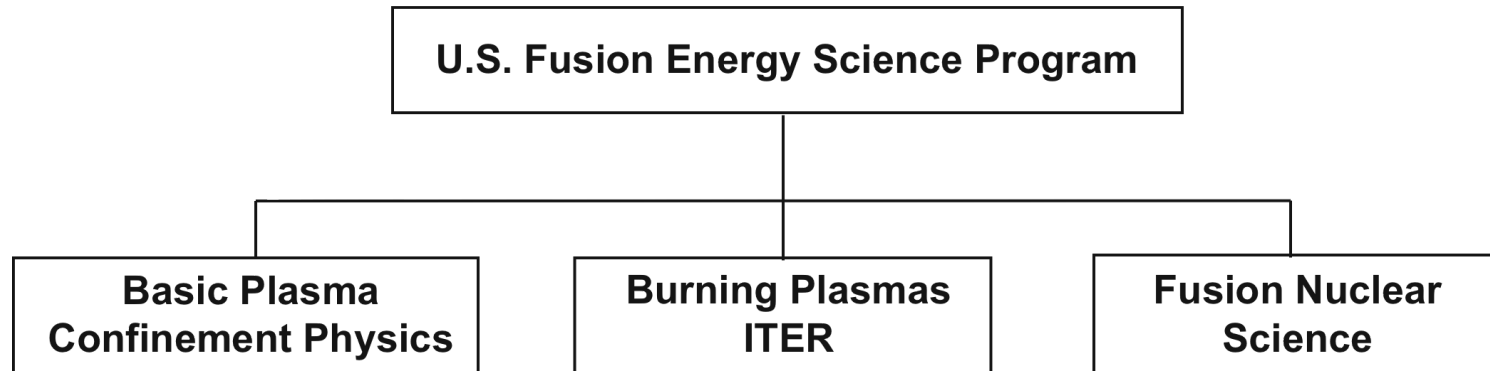 U.S. Fusion Energy Science Program
Basic Plasma
Confinement Physics
Burning Plasmas
ITER
Fusion Nuclear
Science